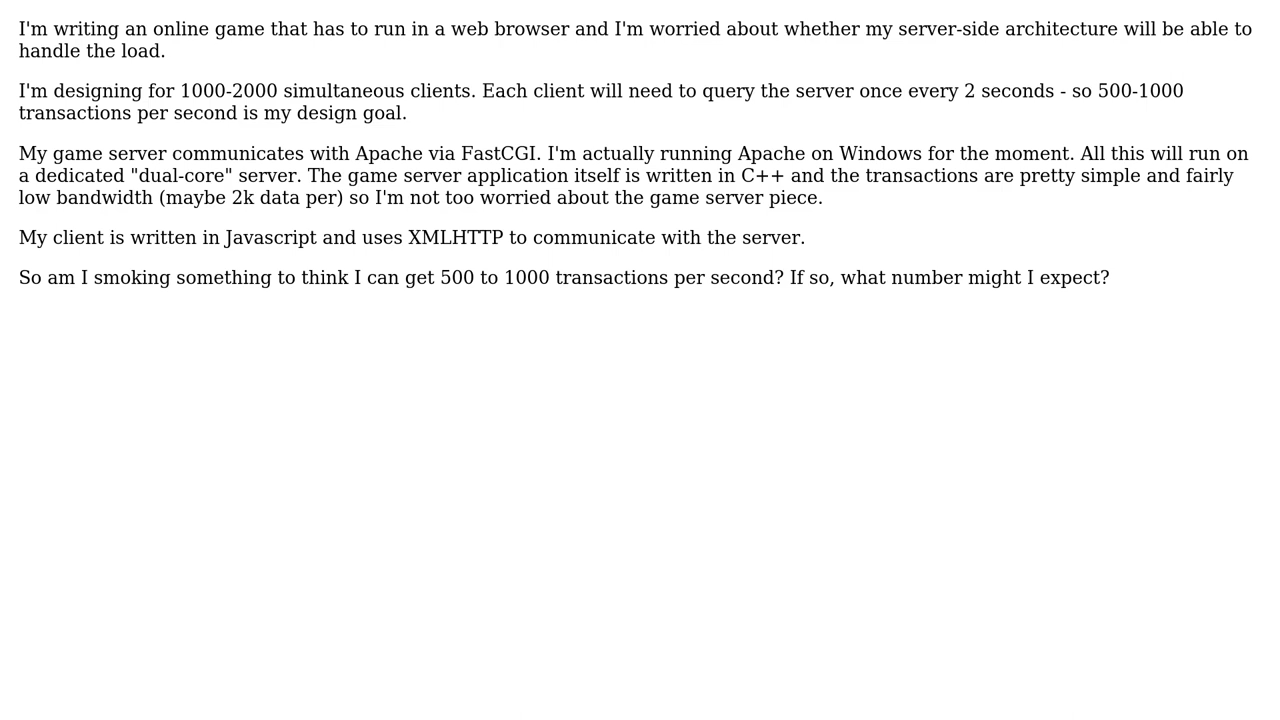 I'm writing an online game that has to run in a web browser and I'm worried about whether my server-side architecture will be able to
handle the load.
I'm designing for 1000-2000 simultaneous clients. Each client will need to query the server once every 2 seconds - so 500-1000
transactions per second is my design goal.
My game server communicates with Apache via FastCGI. I'm actually running Apache on Windows for the moment. All this will run on
a dedicated "dual-core" server. The game server application itself is written in C++ and the transactions are pretty simple and fairly
low bandwidth (maybe 2k data per) so I'm not too worried about the game server piece.
My client is written in Javascript and uses XMLHTTP to communicate with the server.
So am I smoking something to think I can get 500 to 1000 transactions per second? If so, what number might I expect?